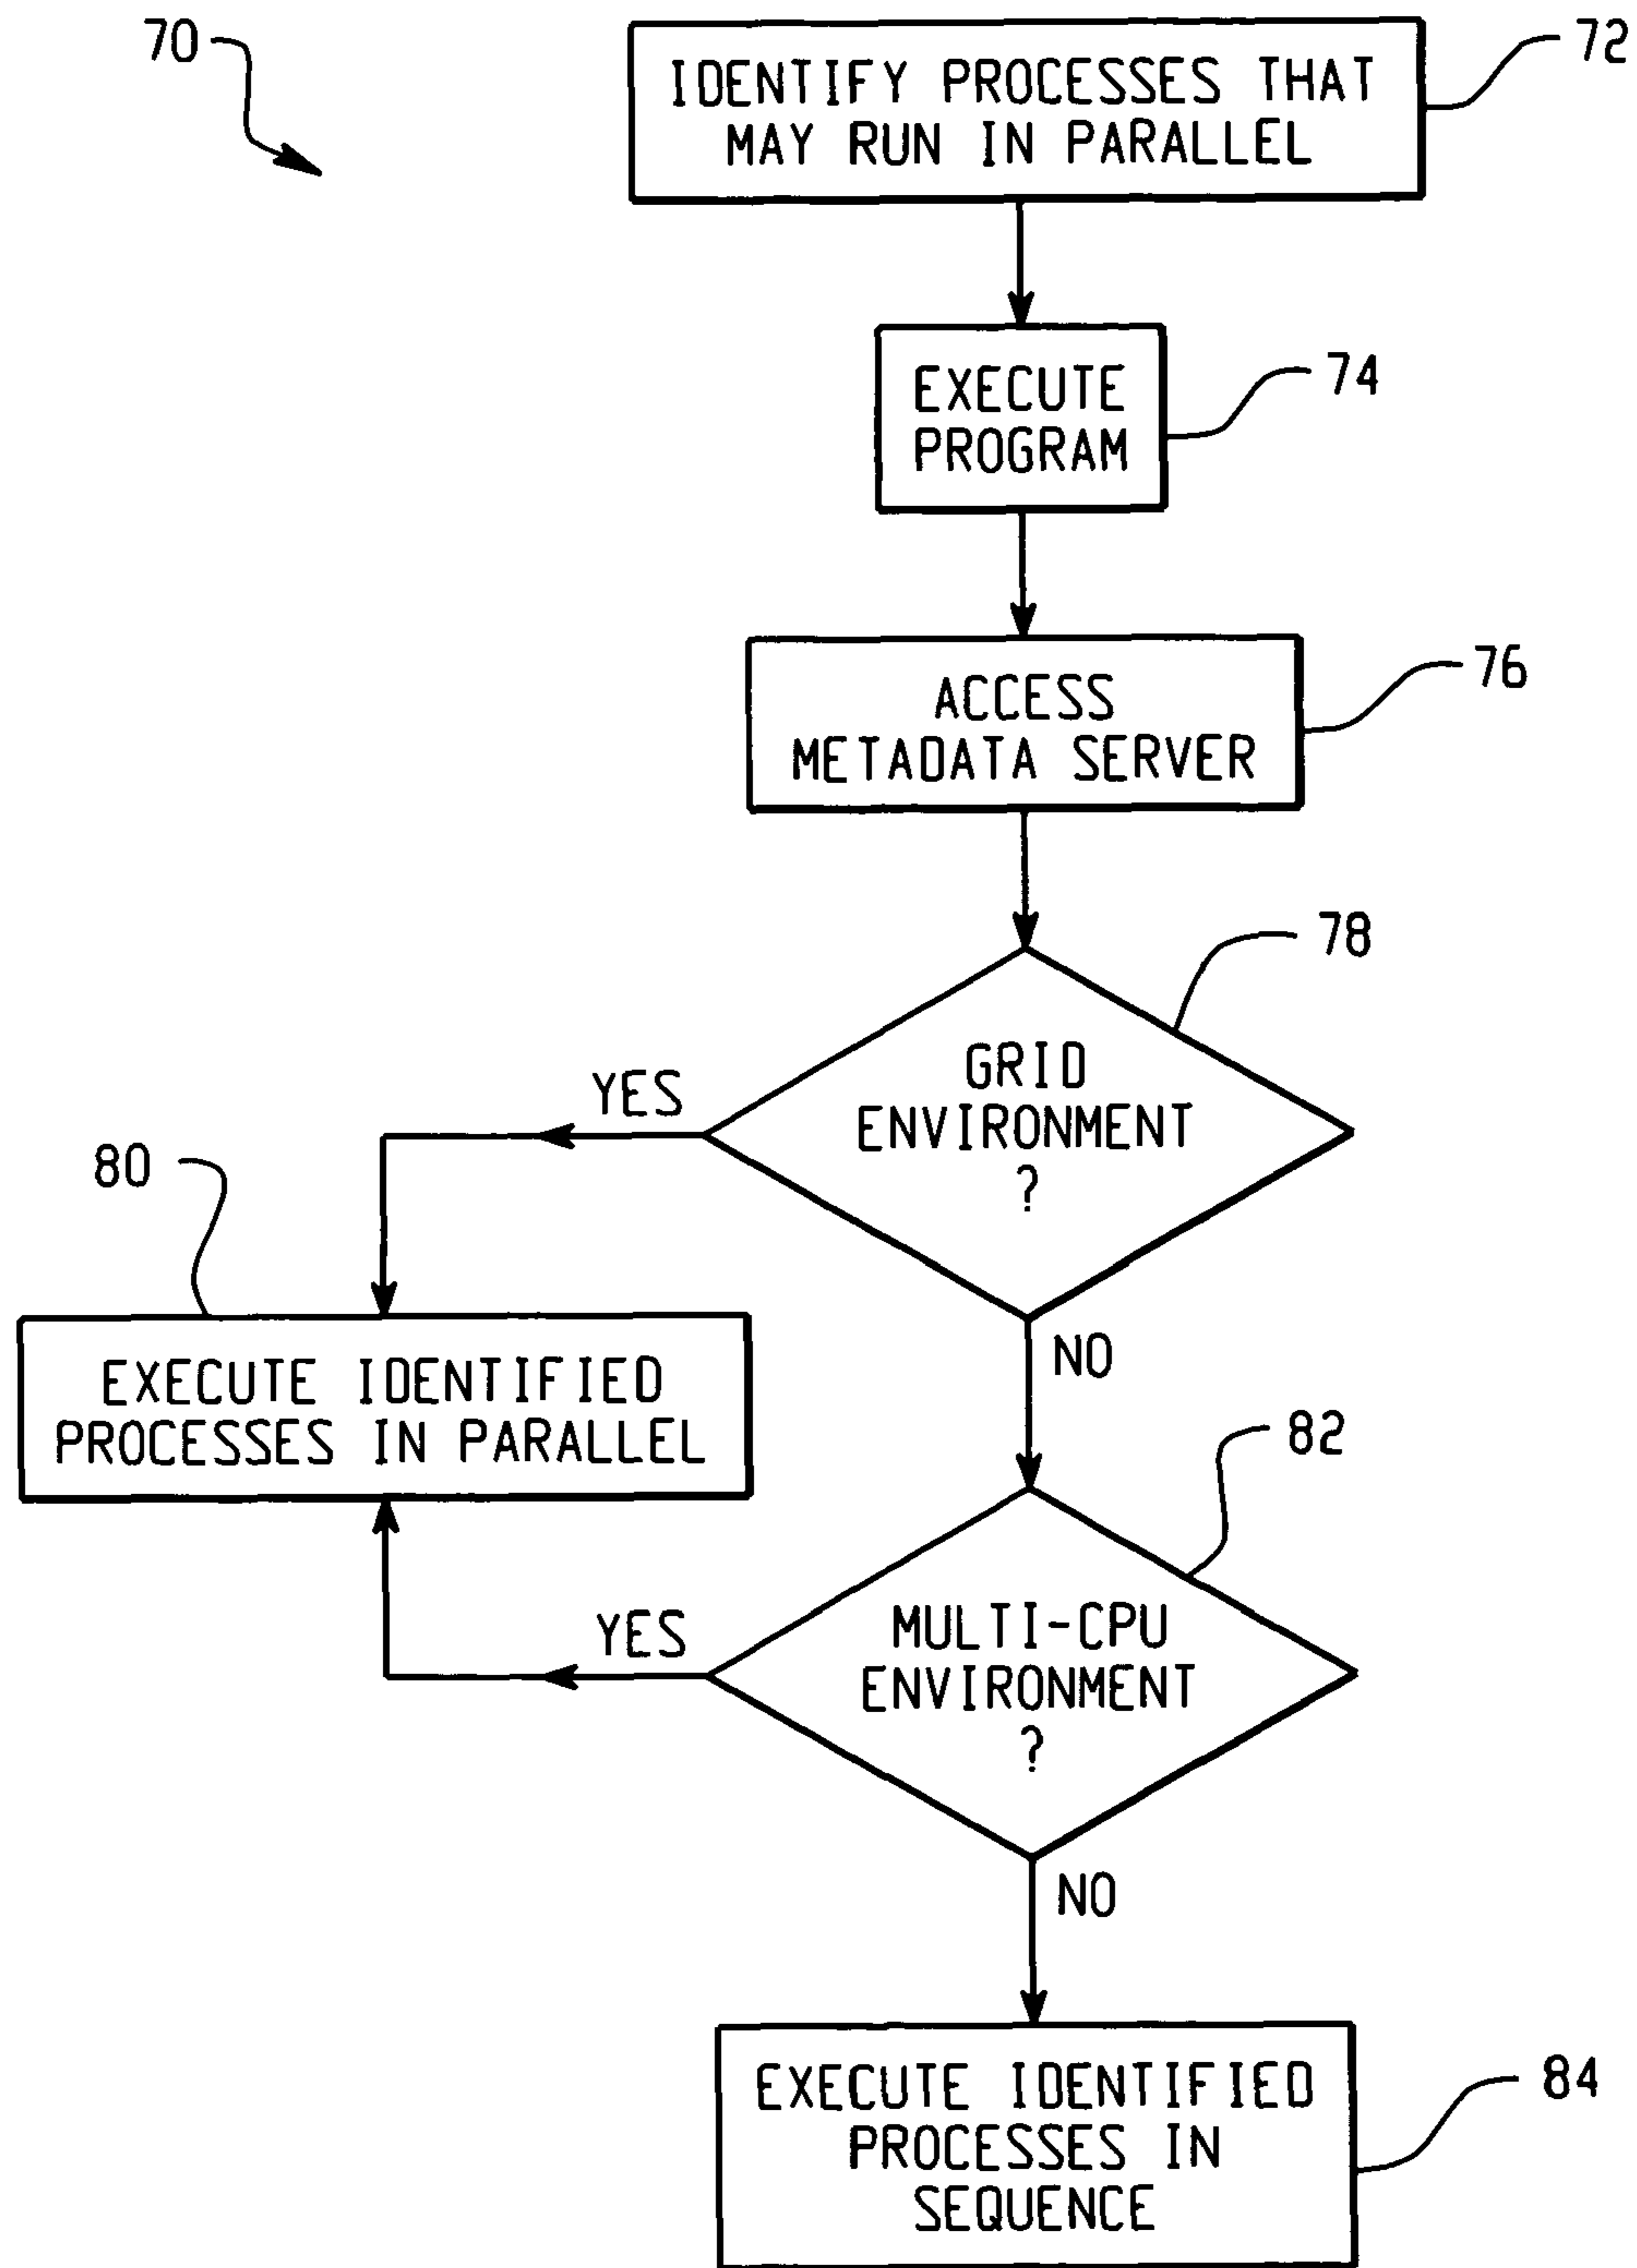 70
72
IDENTIFY PROCESSES THAT
MAY RUN IN PARALLEL
74
EXECUTE
PROGRAM
76
ACCESS
METADATA SERVER
78
GRID
ENVIRONMENT
?
YES
80
NO
EXECUTE IDENTIFIED
PROCESSES IN PARALLEL
82
MULTI-CPU
ENVIRONMENT
?
YES
NO
84
EXECUTE IDENTIFIED
PROCESSES IN
SEQUENCE